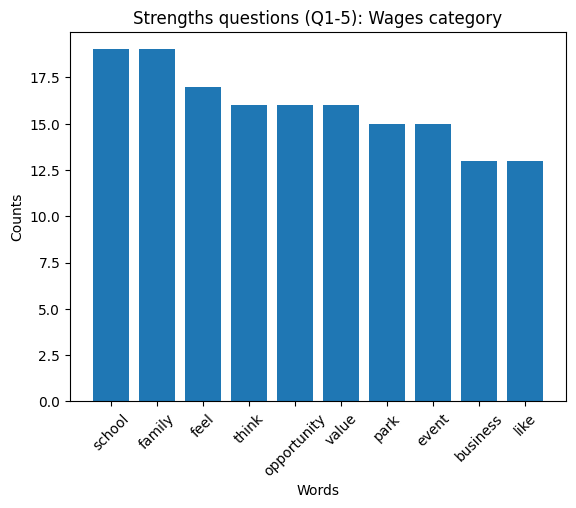 Strengths questions (Q1-5): Wages category
Counts
17.5
15.0
12.5
10.0
7.5
5.0
2.5
0.0
school
family
feel
think
opportunity
value
park
event
business
like
Words